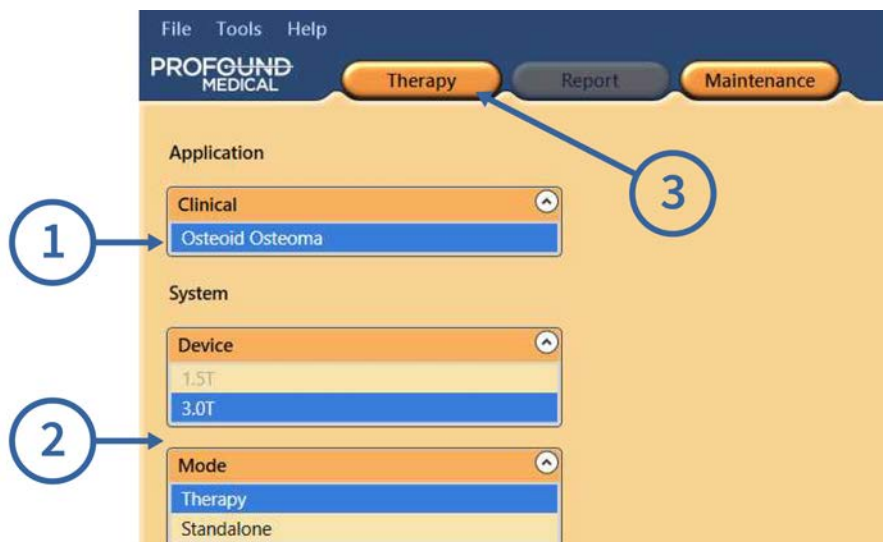 File Tools Help
PROFOUND
MEDICAL
Therapy Report Maintenance
Application
Clinical
Osteoid Osteoma
System
Device
1.5T
3.0T
Mode
Therapy
Standalone
1
2
3